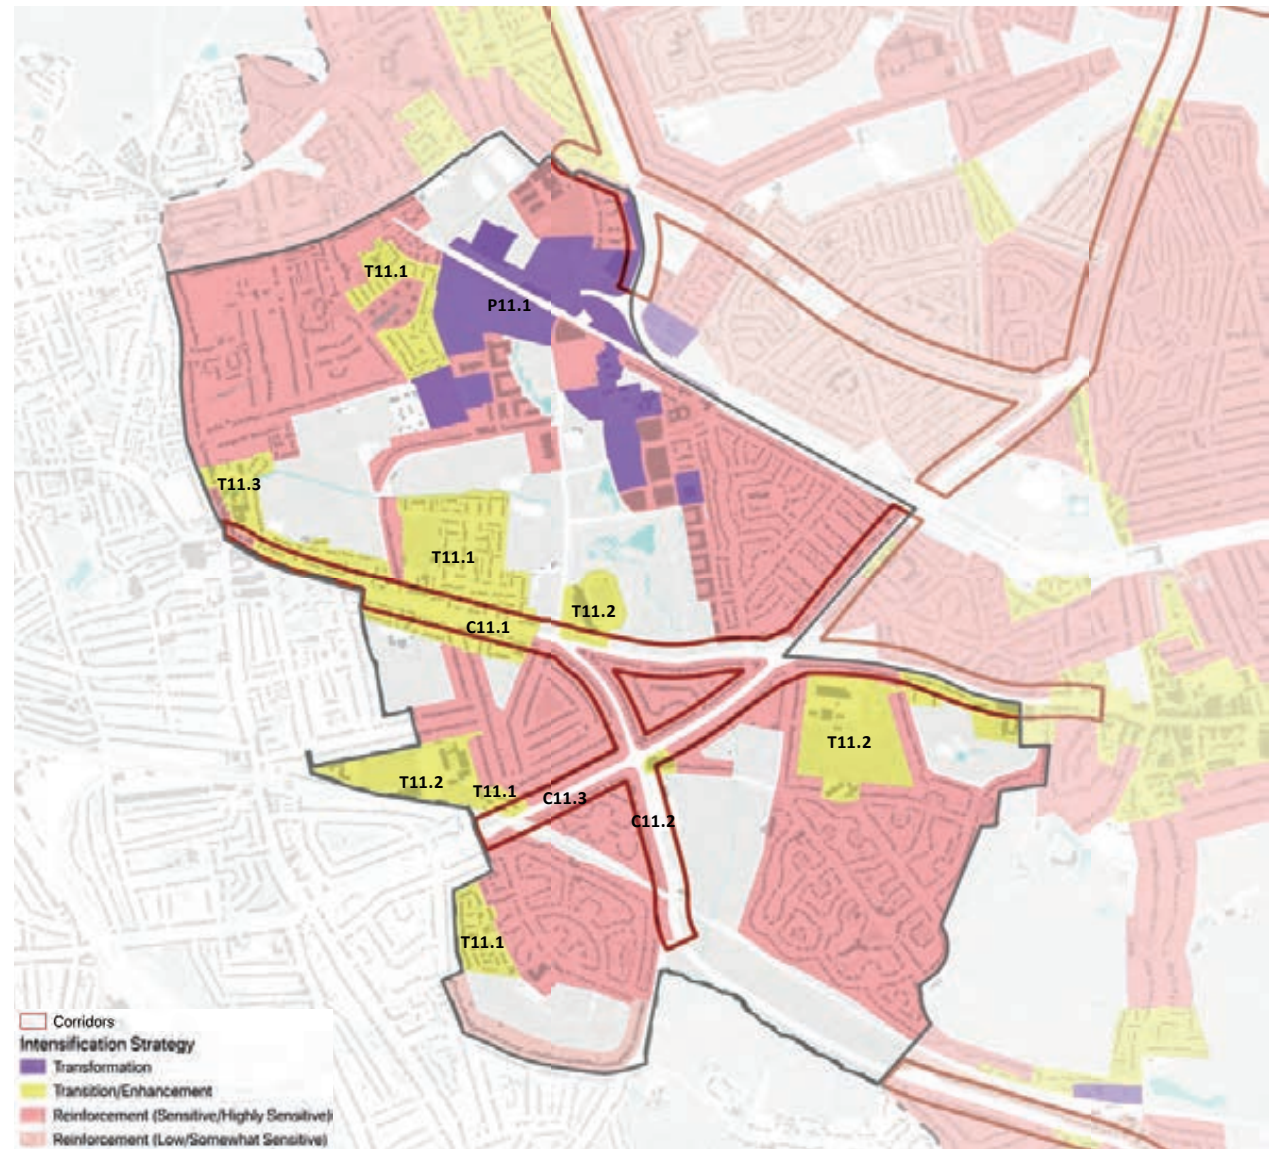 T11.1
P11.1
T11.3
T11.1
T11.2
C11.1
T11.2
T11.2
T11.1
C11.3
C11.2
T11.1
Corridors
Intensification Strategy
Transformation
Transition/Enhancement
Reinforcement (Sensitive/Highly Sensitive)
Reinforcement (Low/Somewhat Sensitive)